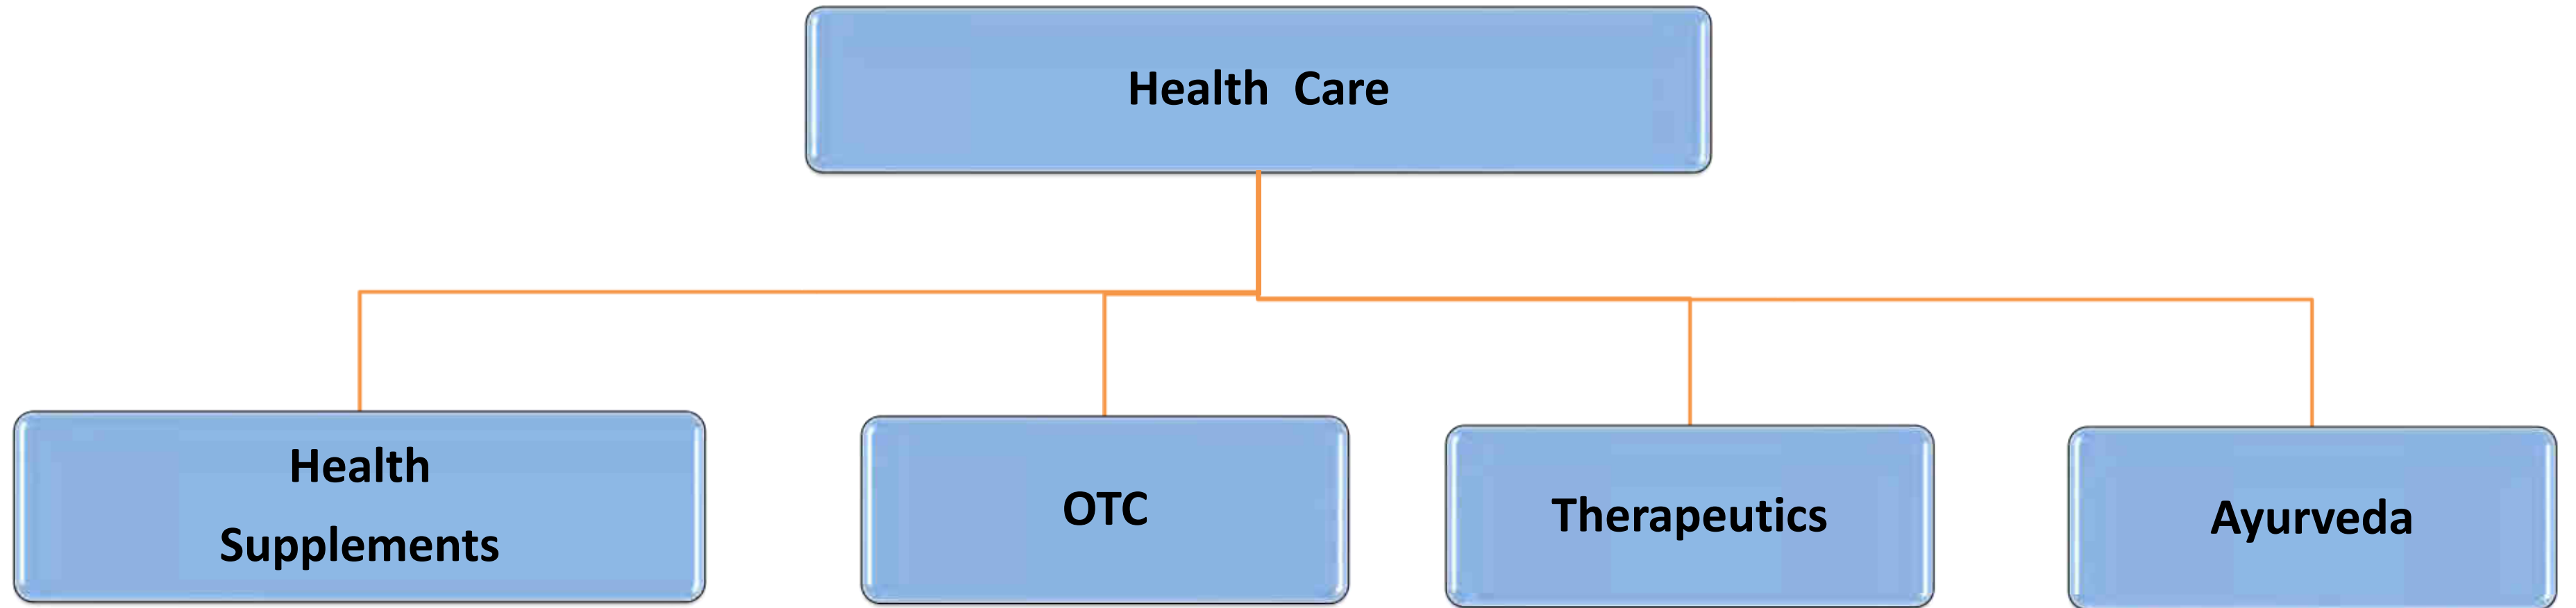 Health Care
Health
Supplements
OTC
Therapeutics
Ayurveda